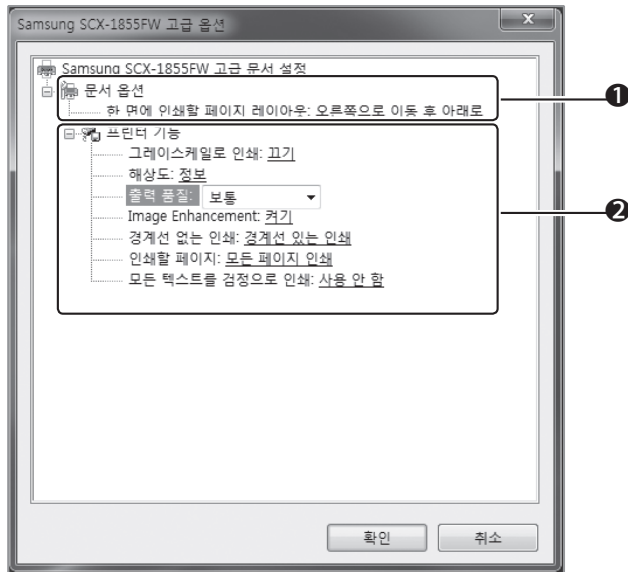 Samsung SCX-1855FW 고급 옵션
x
Samsung SCX-1855FW 고급 문서 설정
문서 옵션
한 면에 인쇄할 페이지 레이아웃: 오른쪽으로 이동 후 아래로
❶
프린터 기능
그레이스케일로 인쇄: 끄기
해상도: 정보
출력 품질: 보통
❷
Image Enhancement: 켜기
경계선 없는 인쇄: 경계선 있는 인쇄
인쇄할 페이지: 모든 페이지 인쇄
모든 텍스트를 검정으로 인쇄: 사용 안 함
확인
취소